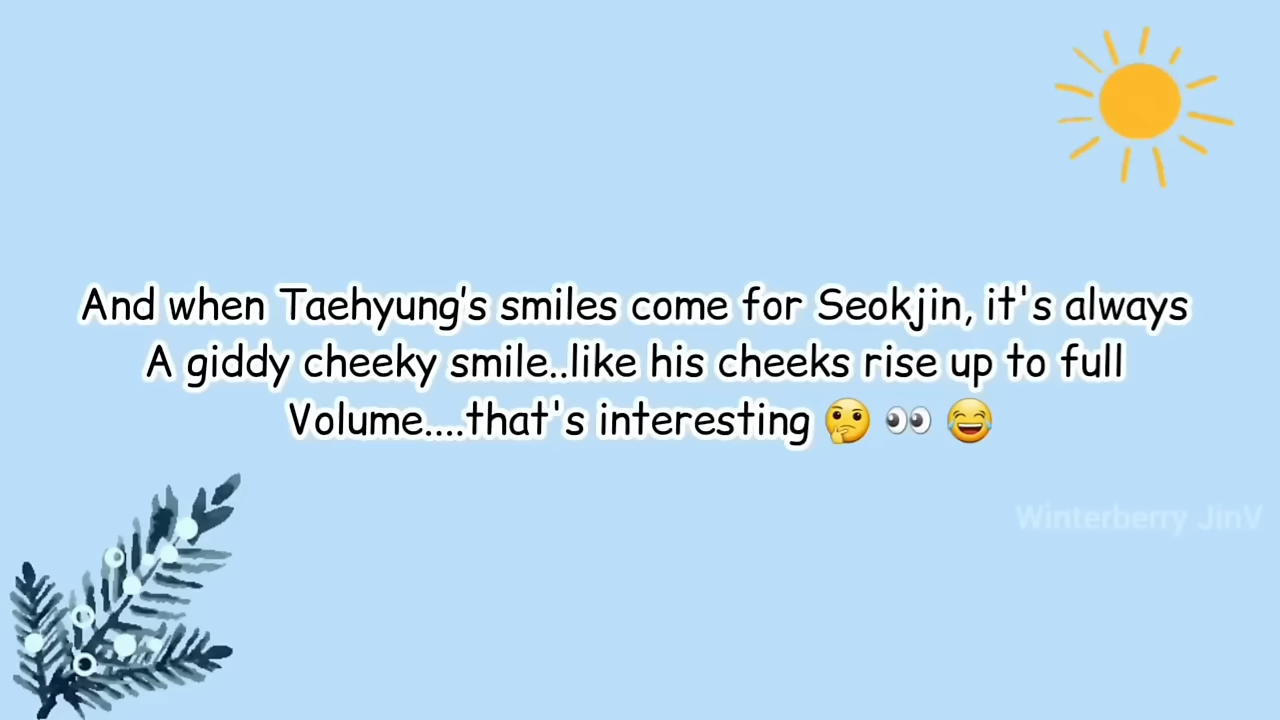 And when Taehyung's smiles come for Seokjin, it's always
A giddy cheeky smile..like his cheeks rise up to full
Volume....that's interesting 🤔 👀 😂
Winterberry JinV